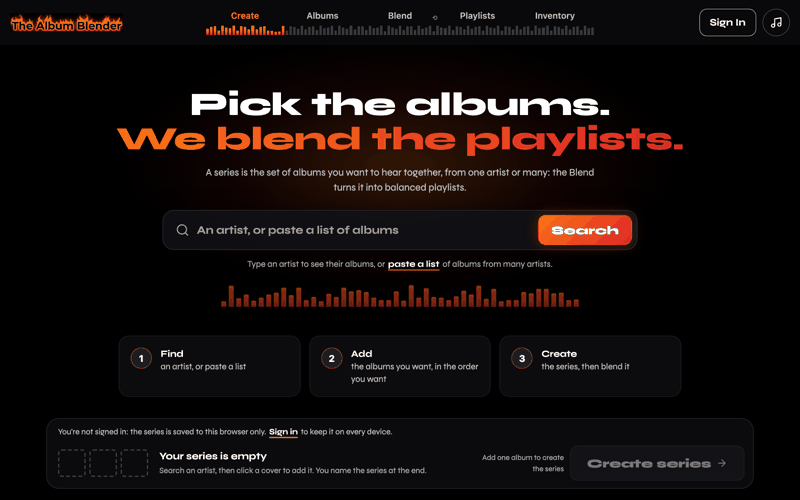 The Album Blender
Create
Albums
Blend
Playlists
Inventory
Sign In
Pick the albums.
We blend the playlists.
A series is the set of albums you want to hear together, from one artist or many: the Blend
turns it into balanced playlists.
An artist, or paste a list of albums
Search
Type an artist to see their albums, or paste a list of albums from many artists.
1
Find
an artist, or paste a list
2
Add
the albums you want, in the order
you want
3
Create
the series, then blend it
You're not signed in: the series is saved to this browser only. Sign in to keep it on every device.
Your series is empty
Search an artist, then click a cover to add it. You name the series at the end.
Add one album to create
the series
Create series →